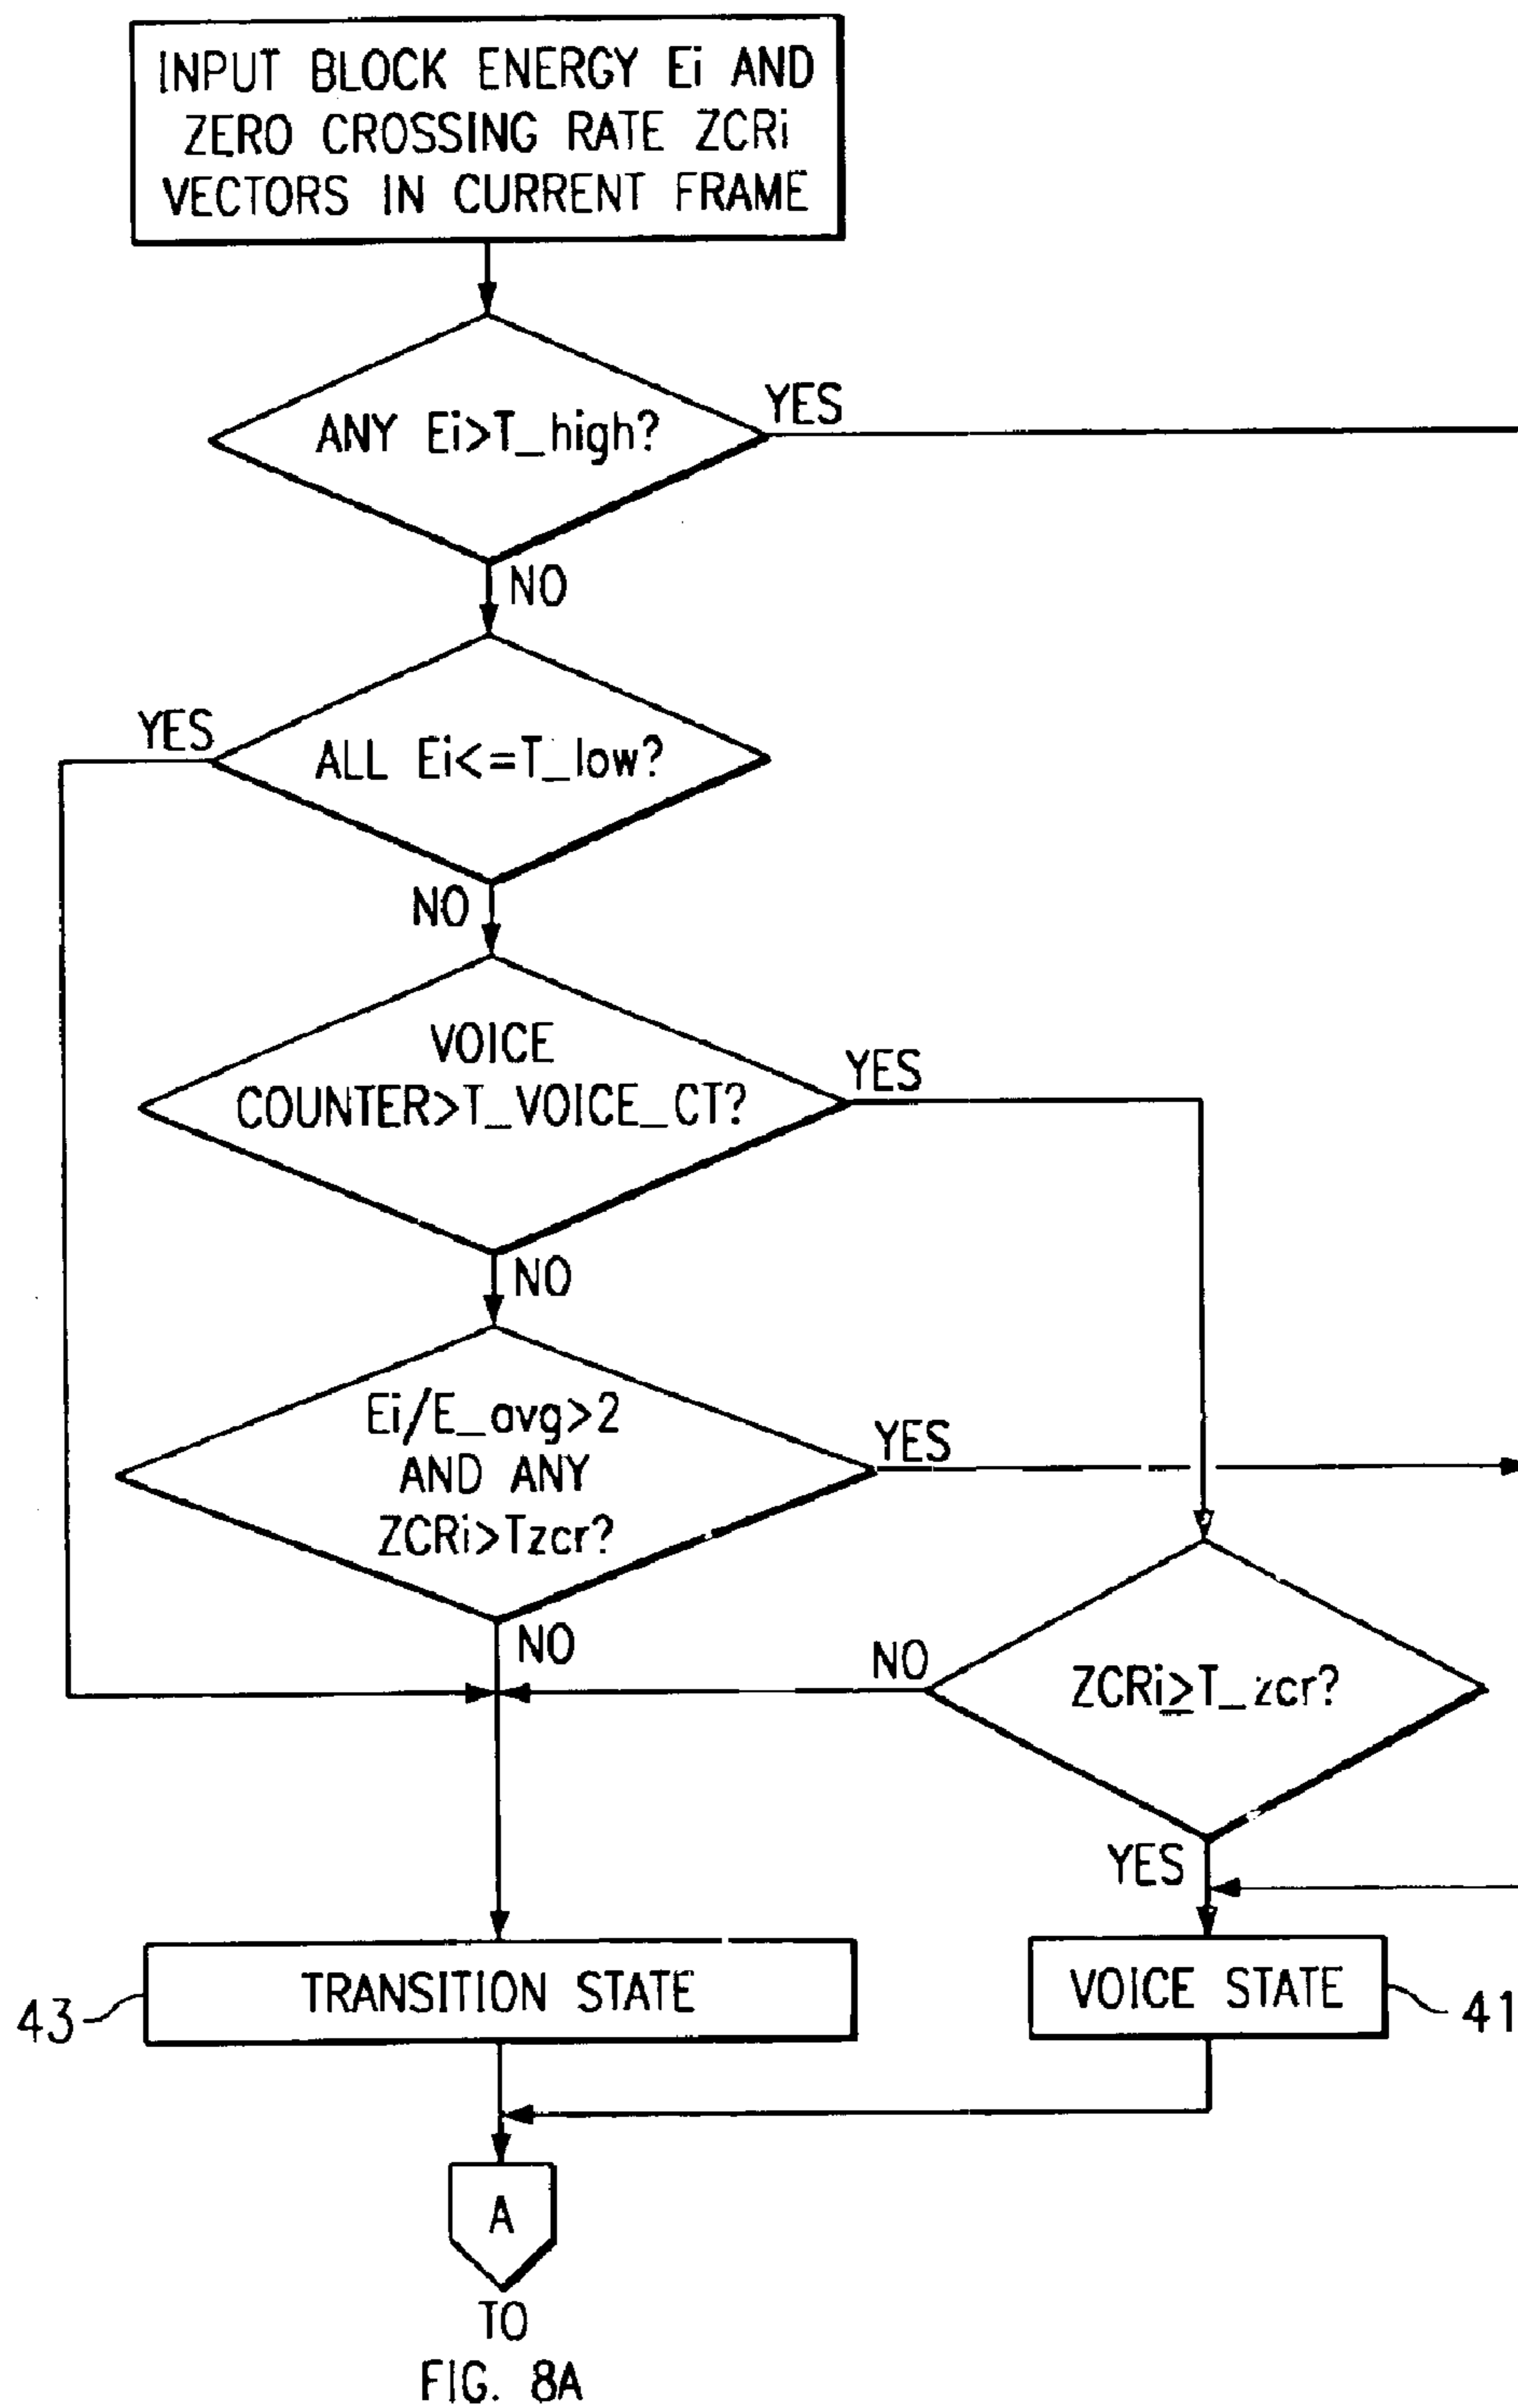 INPUT BLOCK ENERGY Ei AND
ZERO CROSSING RATE ZCRi
VECTORS IN CURRENT FRAME
ANY Ei>T_high?
YES
NO
ALL Ei<=T_low?
YES
NO
VOICE
COUNTER>T_VOICE_CT?
YES
NO
Ei/E_avg>2
AND ANY
ZCRi>Tzcr?
YES
NO
ZCRi≥T_zcr?
NO
YES
TRANSITION STATE
43
VOICE STATE
41
A
TO
FIG. 8A